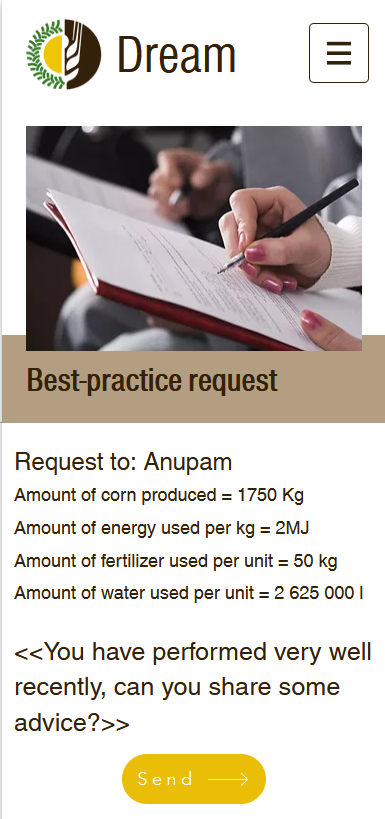 Dream
Best-practice request
Request to: Anupam
Amount of corn produced = 1750 Kg
Amount of energy used per kg = 2MJ
Amount of fertilizer used per unit = 50 kg
Amount of water used per unit = 2 625 000 l
<<You have performed very well
recently, can you share some
advice?>>
Send